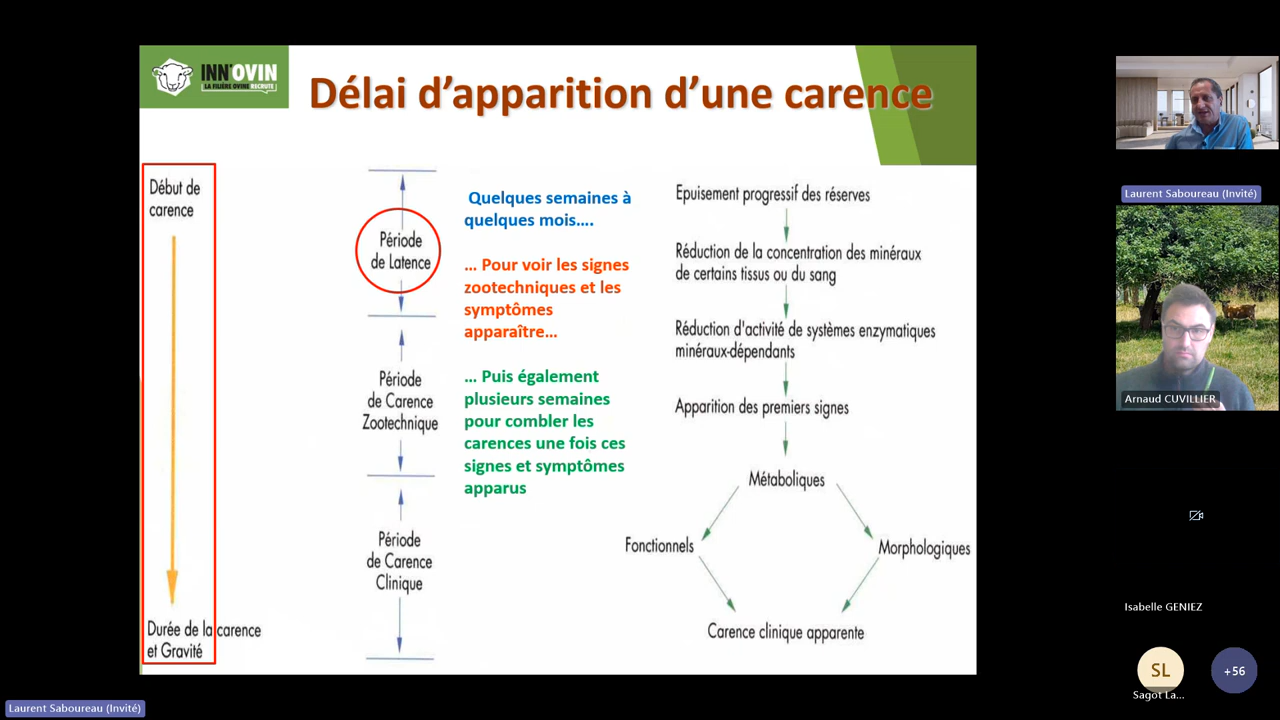 INN'OVIN
LA FILIÈRE OVINE RECRUTE
Délai d'apparition d'une carence
Début de
carence
Durée de la carence
et Gravité
Période
de Latence
Période
de Carence
Zootechnique
Période
de Carence
Clinique
Quelques semaines à
quelques mois....
... Pour voir les signes
zootechniques et les
symptômes
apparaître...
... Puis également
plusieurs semaines
pour combler les
carences une fois ces
signes et symptômes
apparus
Epuisement progressif des réserves
Réduction de la concentration des minéraux
de certains tissus ou du sang
Réduction d'activité de systèmes enzymatiques
minéraux-dépendants
Apparition des premiers signes
Métaboliques
Fonctionnels
Morphologiques
Carence clinique apparente
Laurent Saboureau (Invité)
Arnaud CUVILLIER
Isabelle GENIEZ
SL
Sagot La...
+56
Laurent Saboureau (Invité)